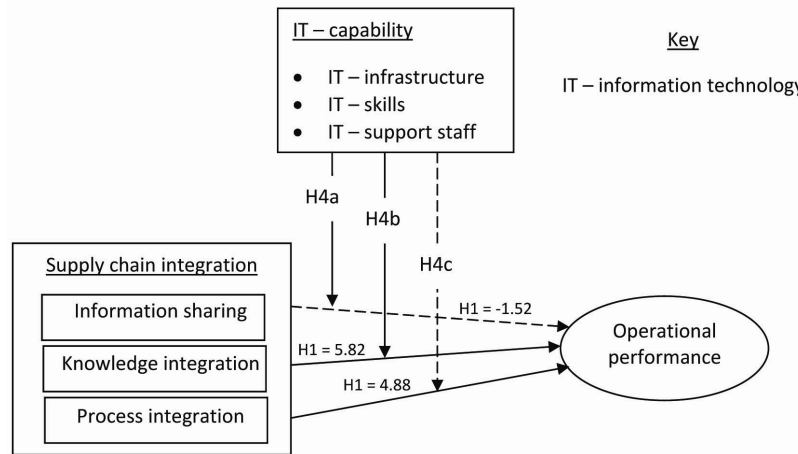 IT – capability
• IT – infrastructure
• IT – skills
• IT – support staff
Key
IT – information technology
H4a
H4b
H4c
Supply chain integration
Information sharing
Knowledge integration
Process integration
H1 = -1.52
H1 = 5.82
H1 = 4.88
Operational
performance